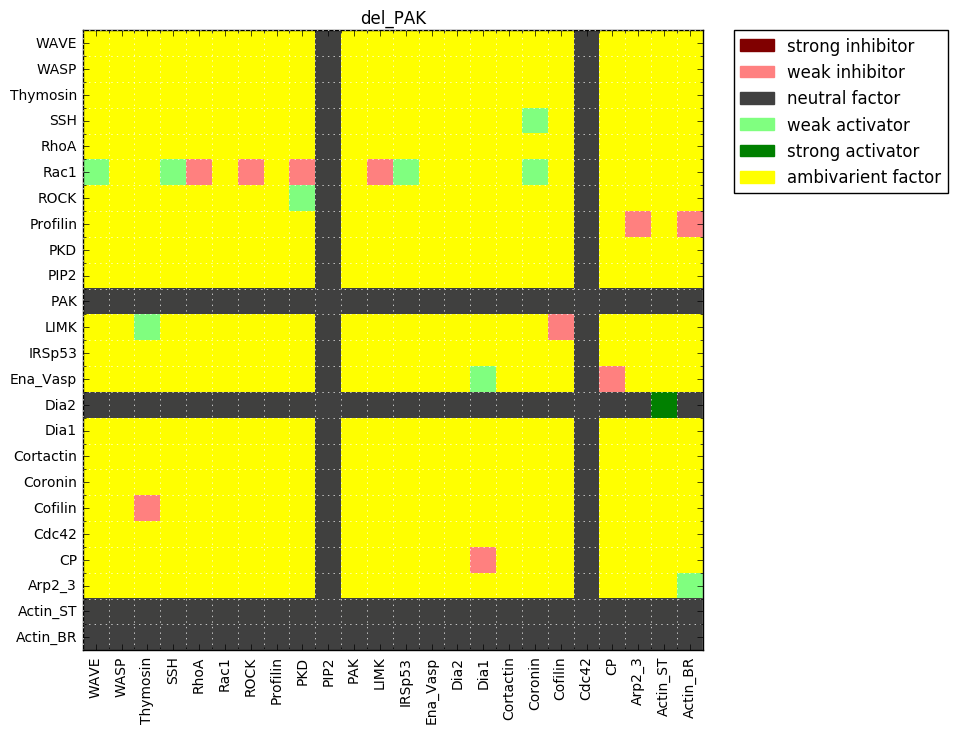 del_PAK
WAVE
WASP
Thymosin
SSH
RhoA
Rac1
ROCK
Profilin
PKD
PIP2
PAK
LIMK
IRSp53
Ena_Vasp
Dia2
Dia1
Cortactin
Coronin
Cofilin
Cdc42
CP
Arp2_3
Actin_ST
Actin_BR
WAVE
WASP
Thymosin
SSH
RhoA
Rac1
ROCK
Profilin
PKD
PIP2
PAK
LIMK
IRSp53
Ena_Vasp
Dia2
Dia1
Cortactin
Coronin
Cofilin
Cdc42
CP
Arp2_3
Actin_ST
Actin_BR
strong inhibitor
weak inhibitor
neutral factor
weak activator
strong activator
ambivarient factor